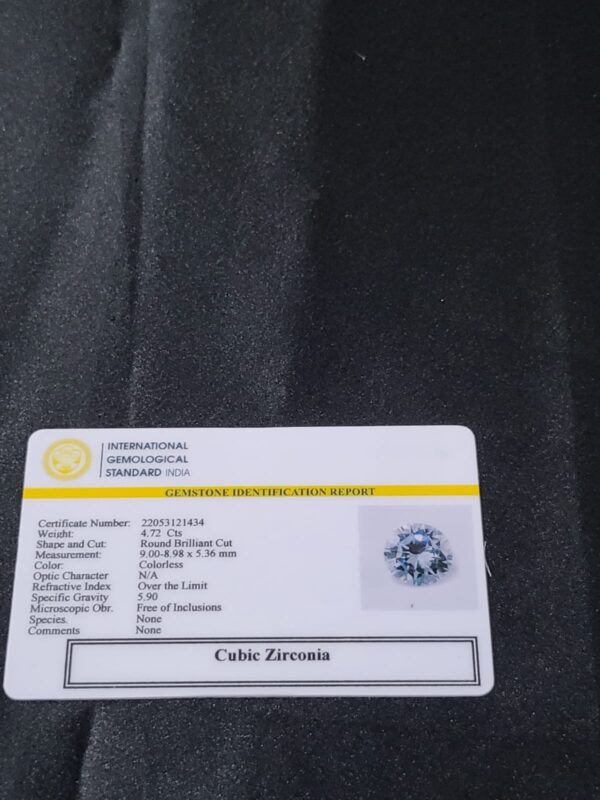 INTERNATIONAL
GEMOLOGICAL
STANDARD INDIA
GEMSTONE IDENTIFICATION REPORT
Certificate Number: 22053121434
Weight: 4.72 Cts
Shape and Cut: Round Brilliant Cut
Measurement: 9.00-8.98 x 5.36 mm
Color: Colorless
Optic Character N/A
Refractive Index Over the Limit
Specific Gravity 5.90
Microscopic Obr. Free of Inclusions
Species. None
Comments None
Cubic Zirconia